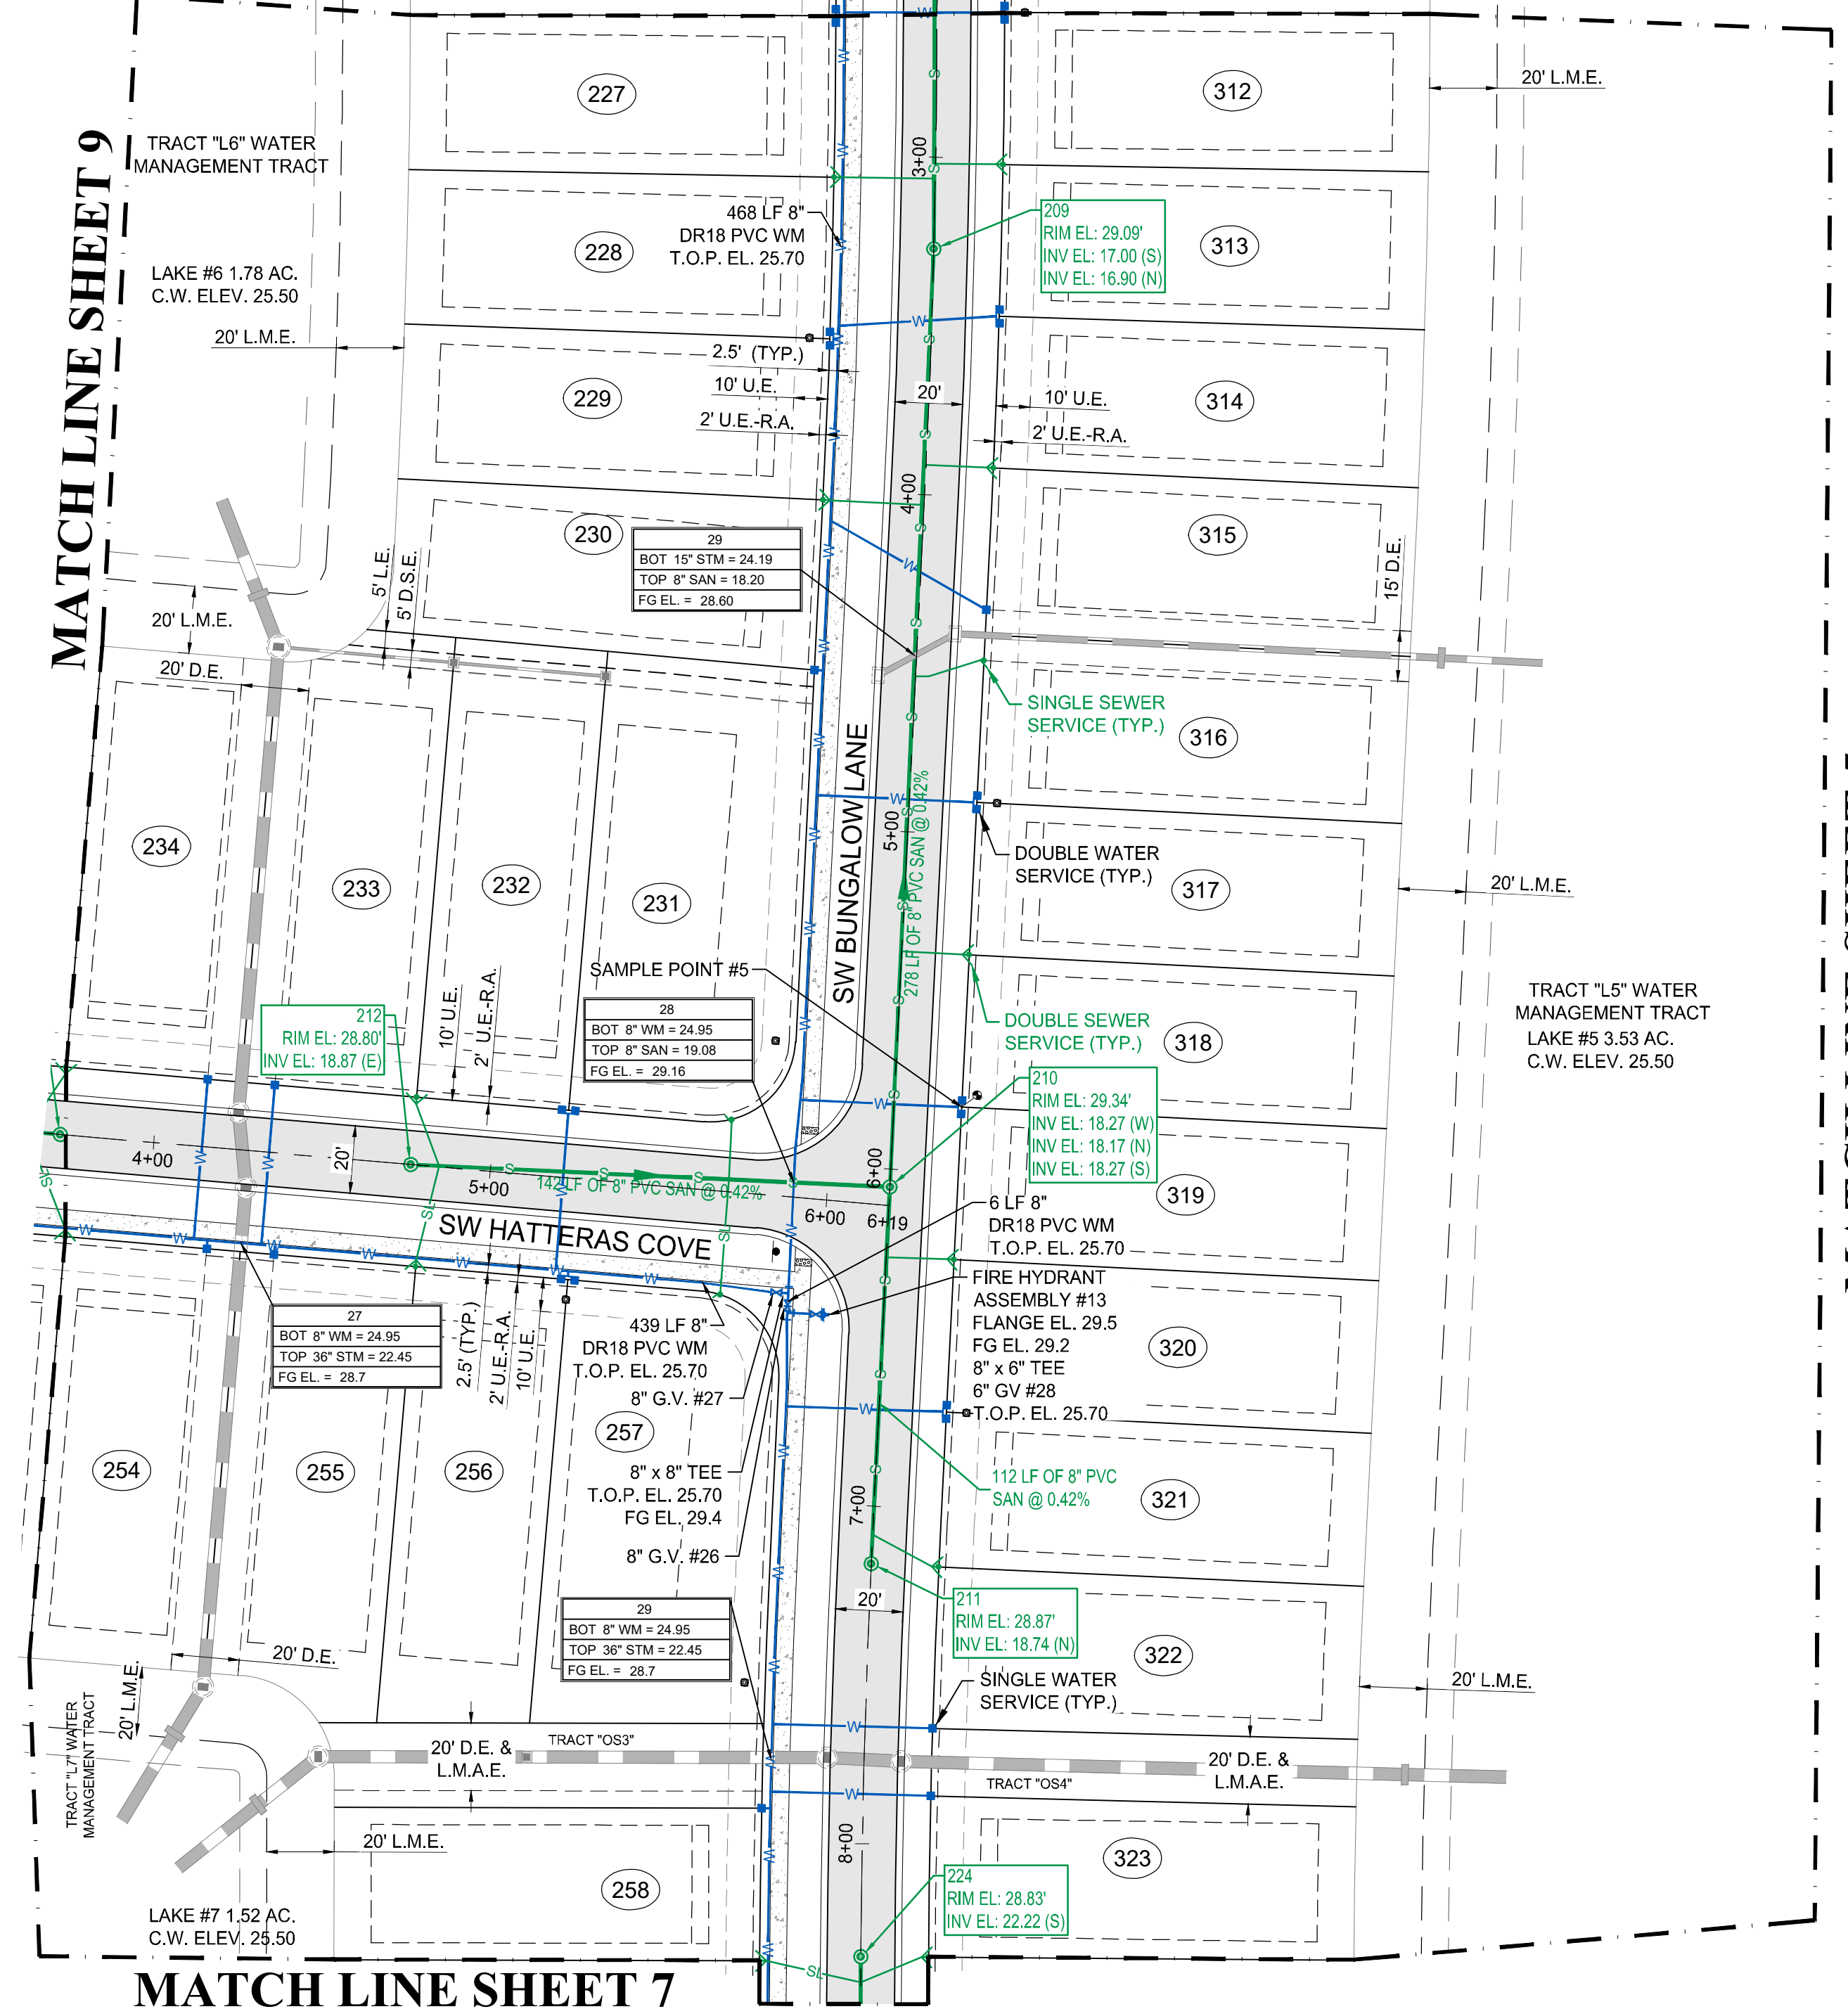 MATCH LINE SHEET 9
TRACT "L6" WATER
MANAGEMENT TRACT
LAKE #6 1.78 AC.
C.W. ELEV. 25.50
20' L.M.E.
227
228
229
230
312
313
314
315
20' L.M.E.
3+00
468 LF 8"
DR18 PVC WM
T.O.P. EL. 25.70
209
RIM EL: 29.09'
INV EL: 17.00 (S)
INV EL: 16.90 (N)
2.5' (TYP.)
10' U.E.
2' U.E.-R.A.
20'
10' U.E.
2' U.E.-R.A.
4+00
29
BOT 15" STM = 24.19
TOP 8" SAN = 18.20
FG EL. = 28.60
5' L.E.
5' D.S.E.
20' L.M.E.
20' D.E.
15' D.E.
SINGLE SEWER
SERVICE (TYP.)
316
SW BUNGALOW LANE
278 LF OF 8" PVC SAN @ 0.42%
5+00
DOUBLE WATER
SERVICE (TYP.)
317
20' L.M.E.
234
233
232
231
SAMPLE POINT #5
28
BOT 8" WM = 24.95
TOP 8" SAN = 19.08
FG EL. = 29.16
DOUBLE SEWER
SERVICE (TYP.)
318
TRACT "L5" WATER
MANAGEMENT TRACT
LAKE #5 3.53 AC.
C.W. ELEV. 25.50
212
RIM EL: 28.80'
INV EL: 18.87 (E)
10' U.E.
2' U.E.-R.A.
210
RIM EL: 29.34'
INV EL: 18.27 (W)
INV EL: 18.17 (N)
INV EL: 18.27 (S)
4+00
20'
5+00
142 LF OF 8" PVC SAN @ 0.42%
6+00
6+00
6+19
319
SW HATTERAS COVE
SL
SL
SL
6 LF 8"
DR18 PVC WM
T.O.P. EL. 25.70
FIRE HYDRANT
ASSEMBLY #13
FLANGE EL. 29.5
FG EL. 29.2
8" x 6" TEE
6" GV #28
T.O.P. EL. 25.70
320
27
BOT 8" WM = 24.95
TOP 36" STM = 22.45
FG EL. = 28.7
2.5' (TYP.)
2' U.E.-R.A.
10' U.E.
439 LF 8"
DR18 PVC WM
T.O.P. EL. 25.70
8" G.V. #27
254
255
256
257
8" x 8" TEE
T.O.P. EL. 25.70
FG EL. 29.4
8" G.V. #26
112 LF OF 8" PVC
SAN @ 0.42%
321
7+00
29
BOT 8" WM = 24.95
TOP 36" STM = 22.45
FG EL. = 28.7
20'
211
RIM EL: 28.87'
INV EL: 18.74 (N)
322
SINGLE WATER
SERVICE (TYP.)
20' L.M.E.
20' D.E.
20' L.M.E.
TRACT "L7" WATER
MANAGEMENT TRACT
20' D.E. &
L.M.A.E.
TRACT "OS3"
20' D.E. &
L.M.A.E.
TRACT "OS4"
20' L.M.E.
8+00
258
323
224
RIM EL: 28.83'
INV EL: 22.22 (S)
SL
LAKE #7 1.52 AC.
C.W. ELEV. 25.50
MATCH LINE SHEET 7